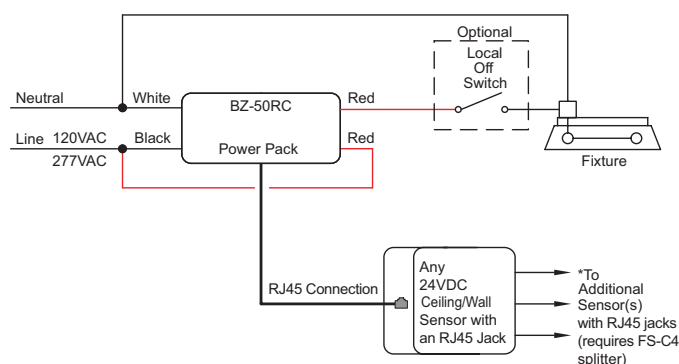 Optional
Local
Off
Switch
Neutral
White
BZ-50RC
Red
Line 120VAC
277VAC
Black
Power Pack
Red
Fixture
RJ45 Connection
Any
24VDC
Ceiling/Wall
Sensor with
an RJ45 Jack
*To
Additional
Sensor(s)
with RJ45 jacks
(requires FS-C4
splitter)